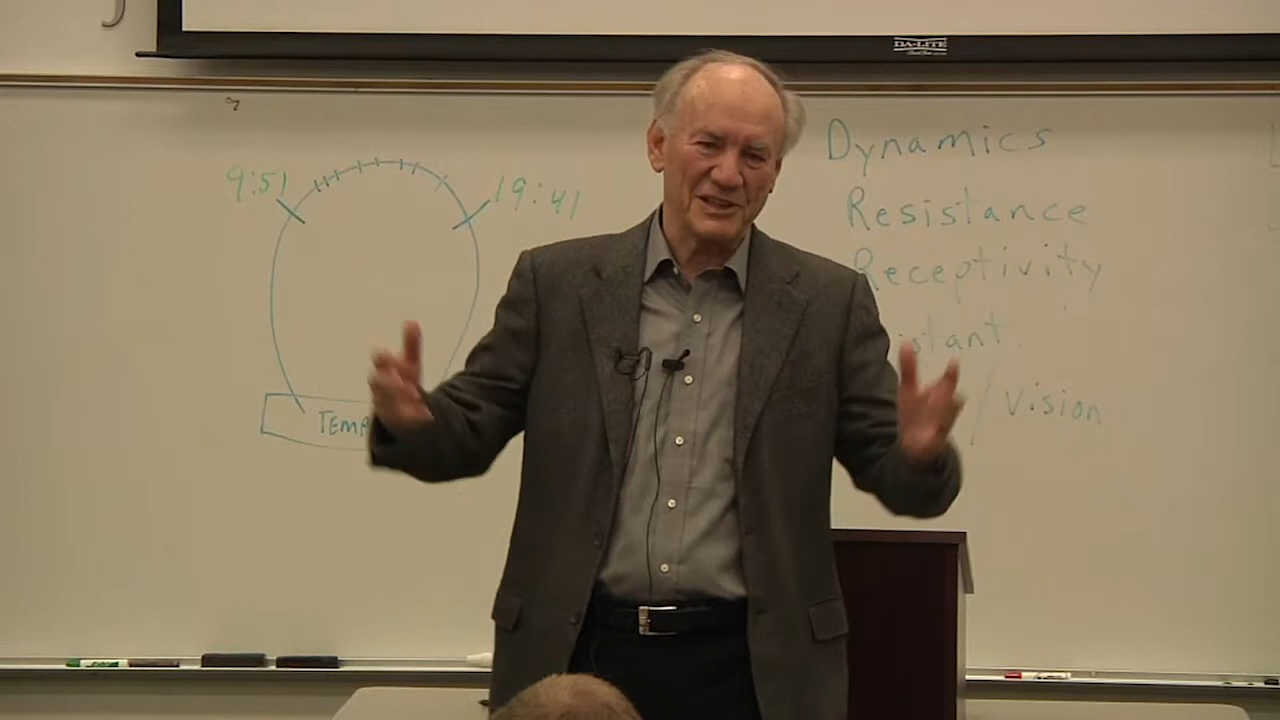 DA-LITE
9:51
19:41
Dynamics
Resistance
Receptivity
/ Vision